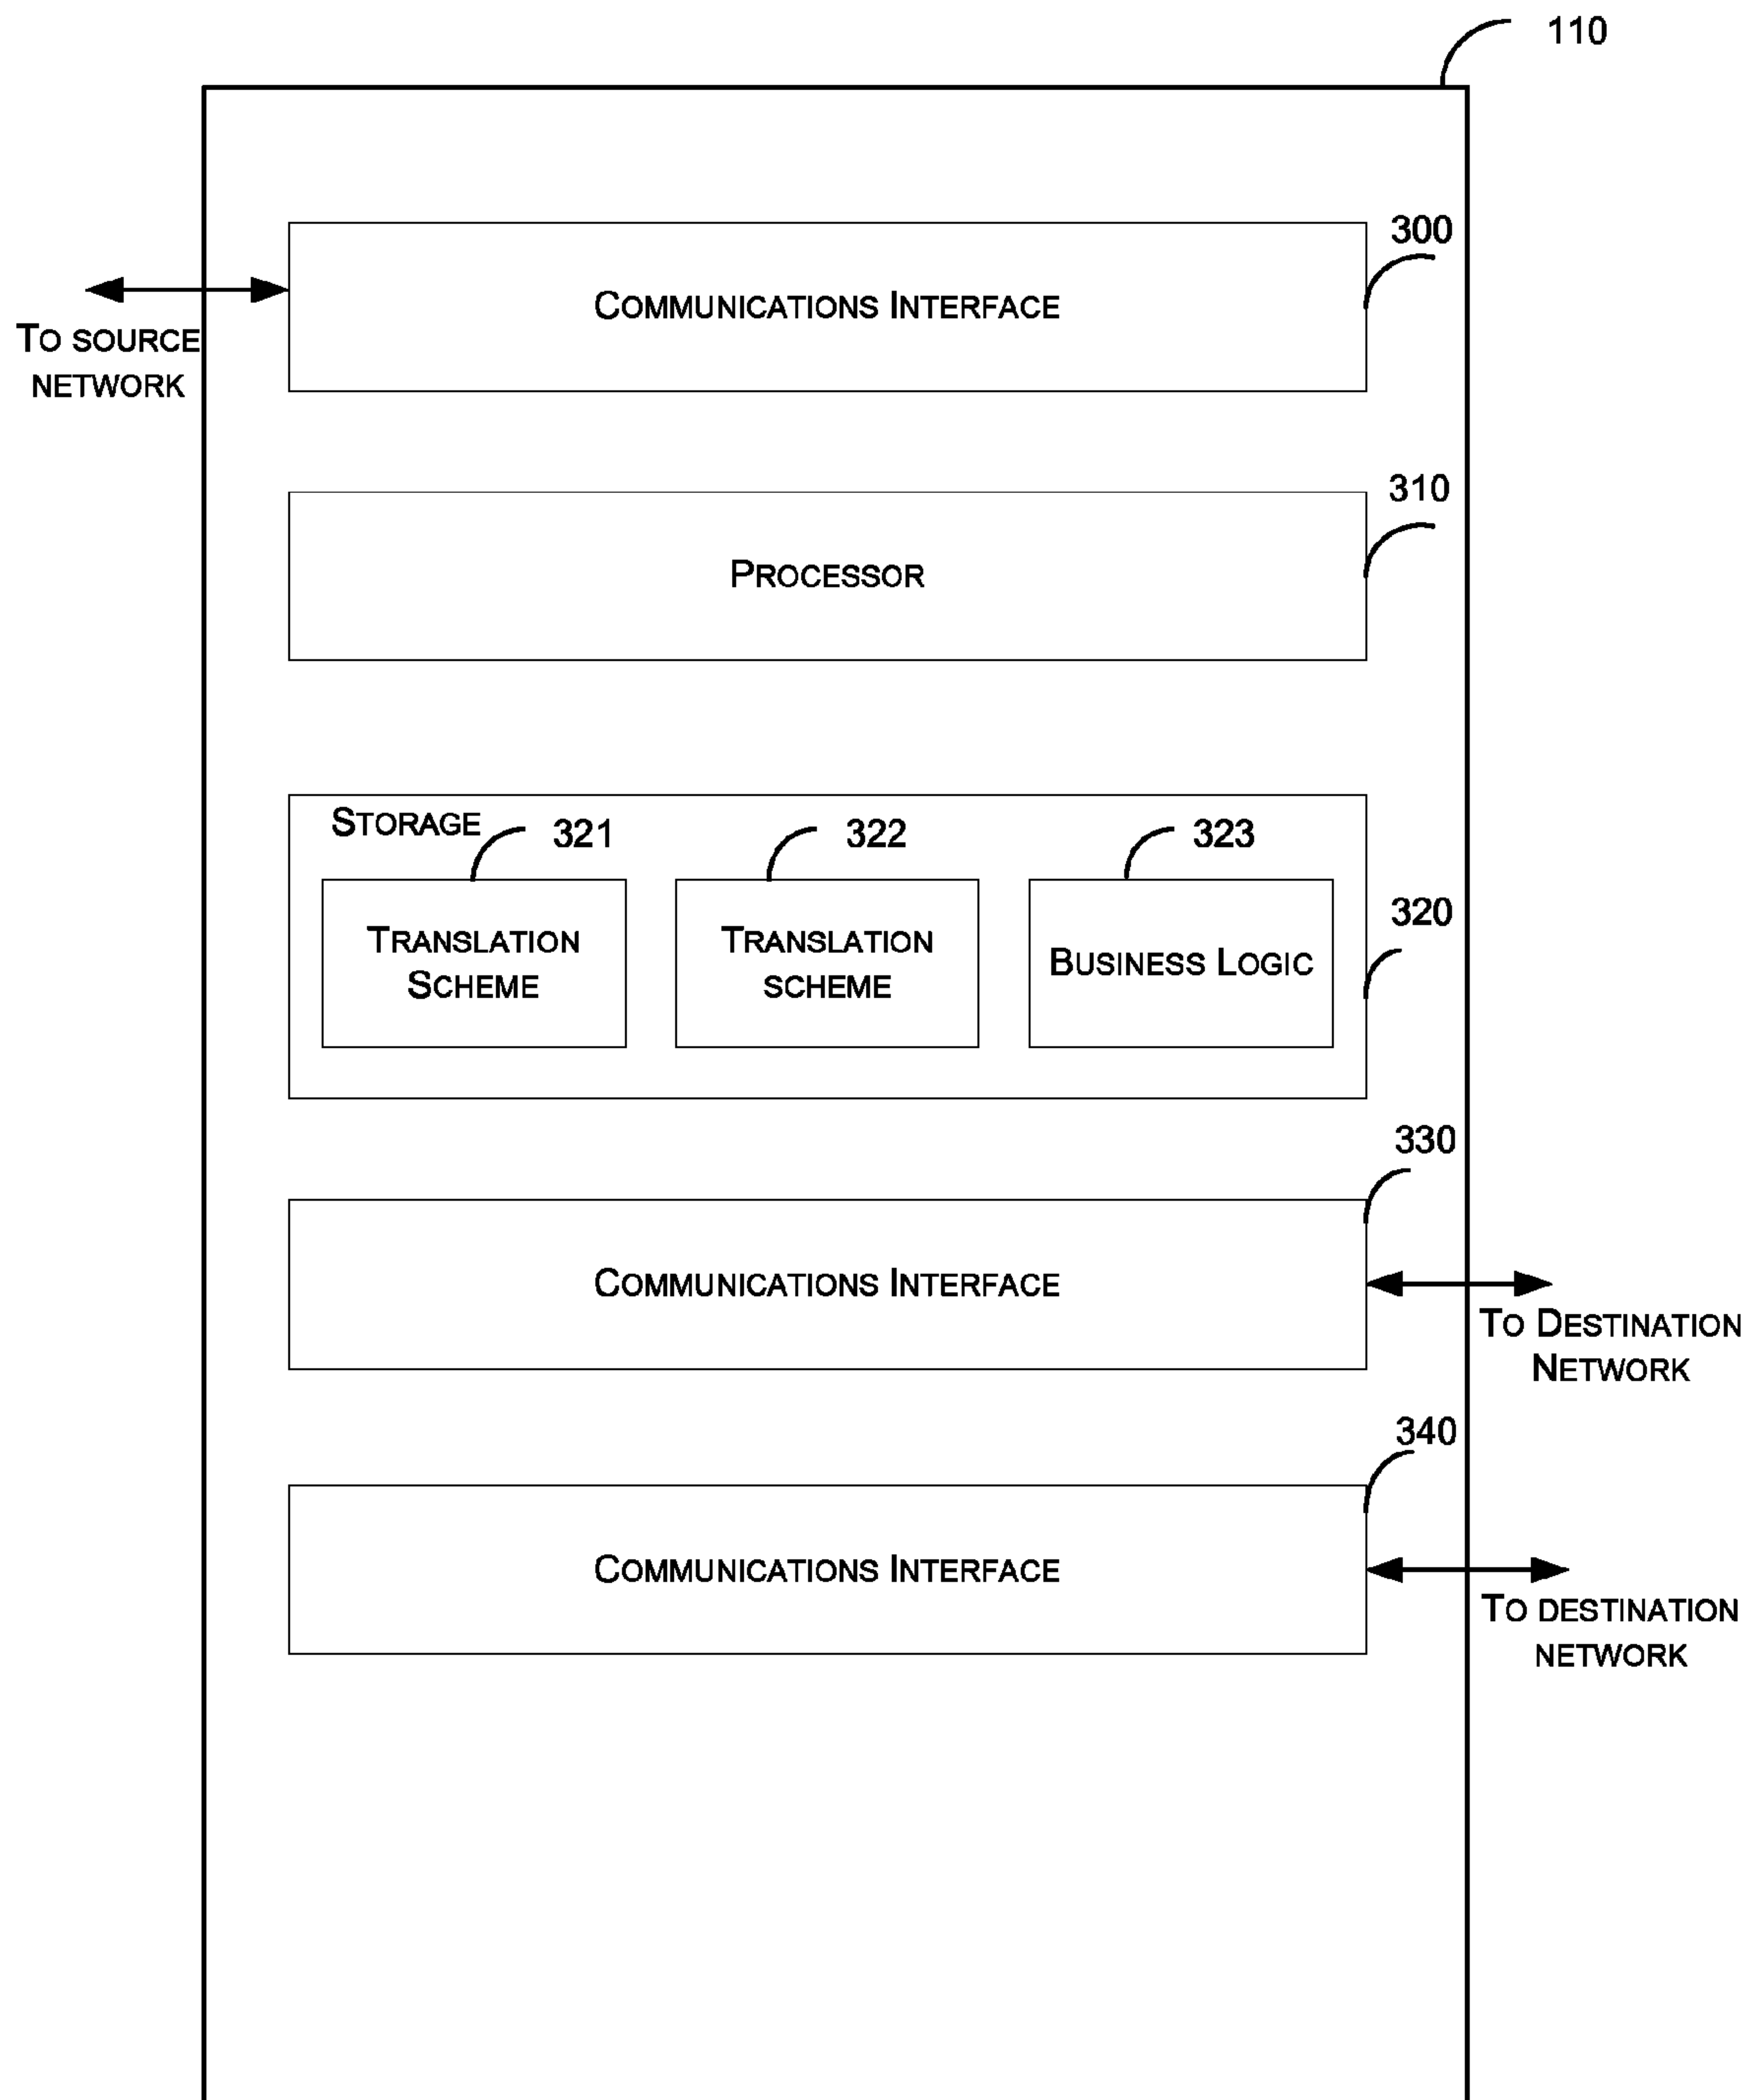 110
300
COMMUNICATIONS INTERFACE
TO SOURCE
NETWORK
310
PROCESSOR
STORAGE
321
322
323
320
TRANSLATION
SCHEME
TRANSLATION
SCHEME
BUSINESS LOGIC
330
COMMUNICATIONS INTERFACE
TO DESTINATION
NETWORK
340
COMMUNICATIONS INTERFACE
TO DESTINATION
NETWORK